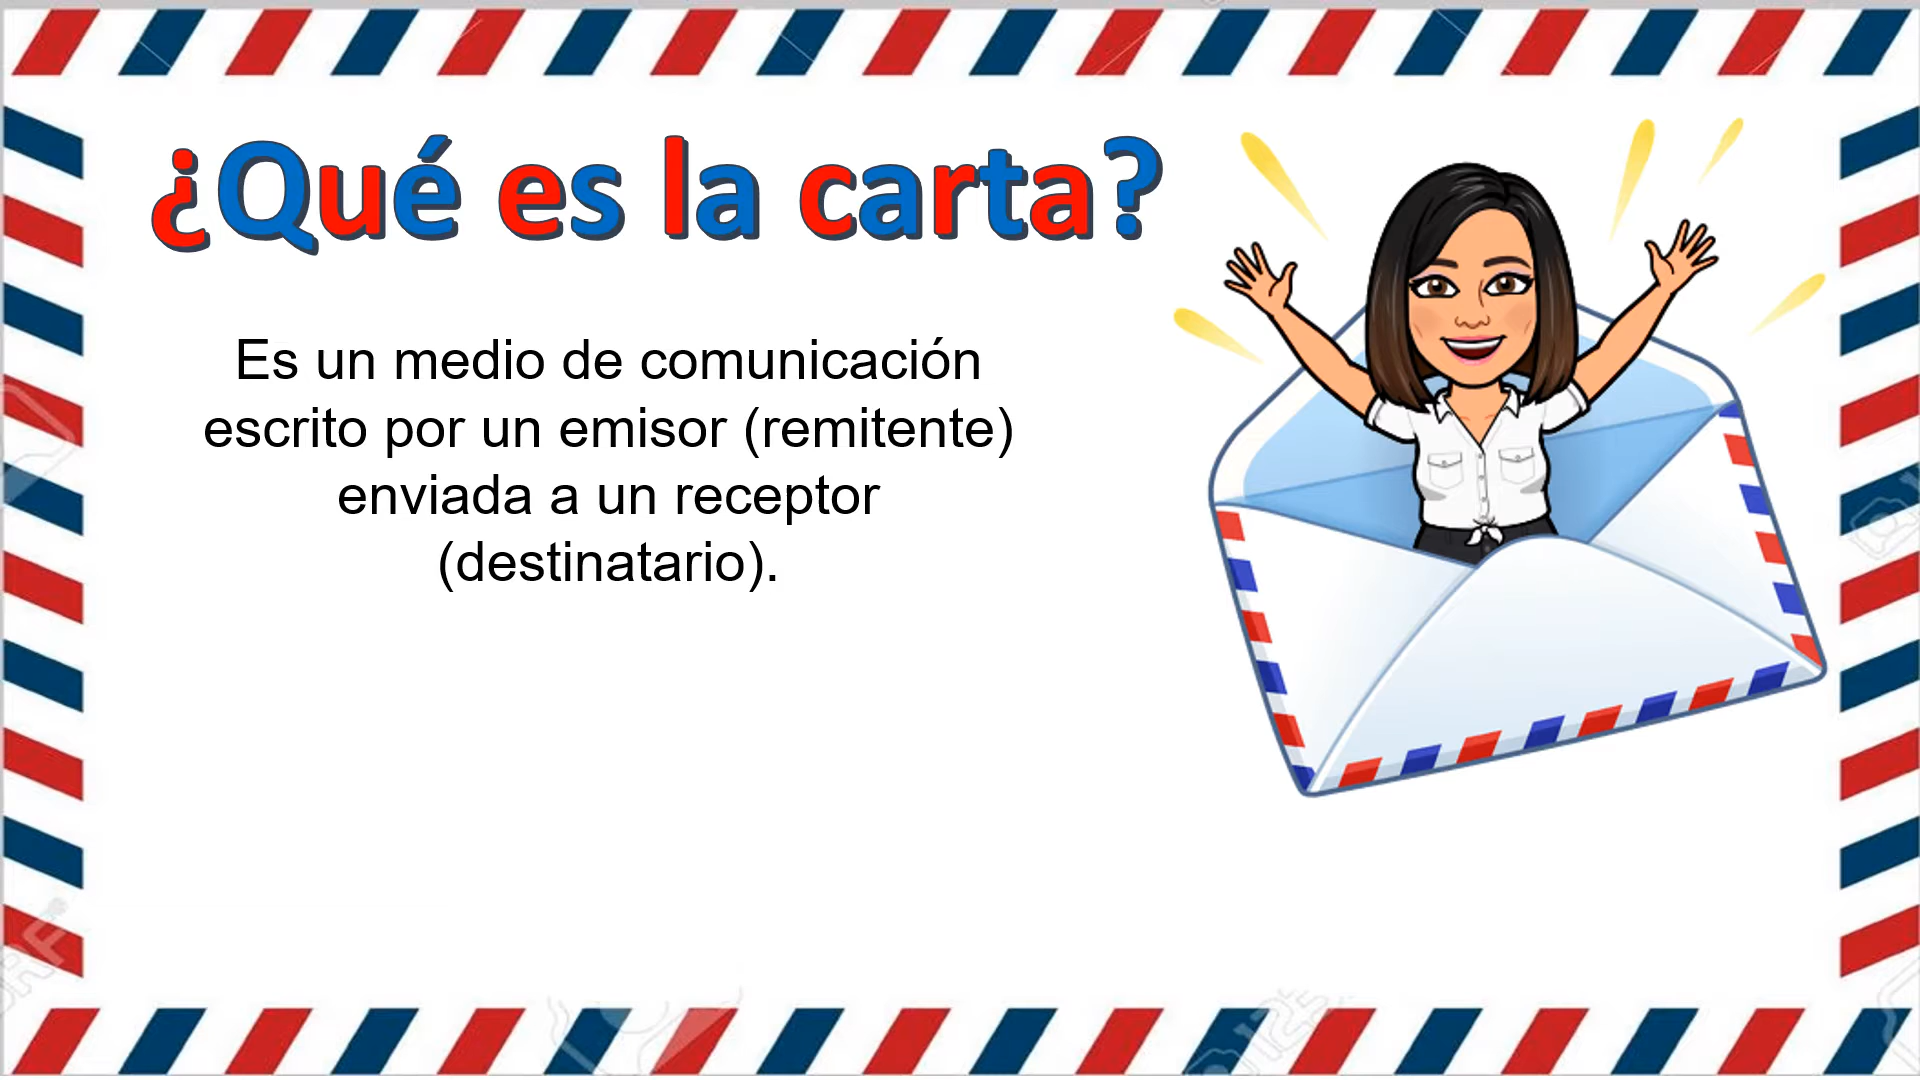 ¿Qué es la carta?
Es un medio de comunicación
escrito por un emisor (remitente)
enviada a un receptor
(destinatario).